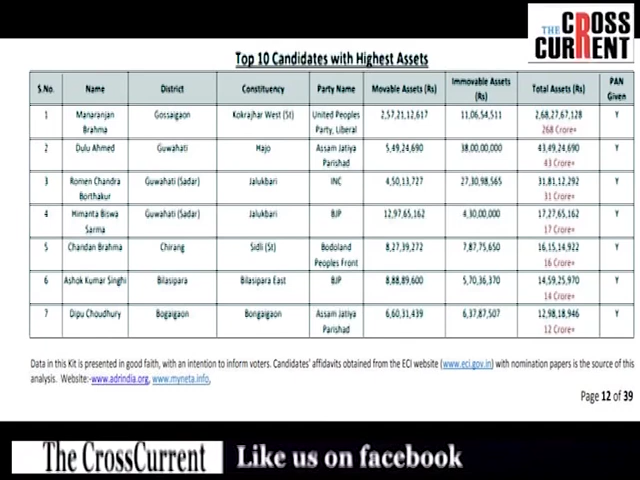 THE CROSS
CURRENT
Top 10 Candidates with Highest Assets
S.No. Name District Constituency Party Name Movable Assets (Rs) Immovable Assets (Rs) Total Assets (Rs) PAN Given
1 Manaranjan Brahma Gossaigaon Kokrajhar West (St) United Peoples Party, Liberal 2,57,21,12,617 11,06,54,511 2,68,27,67,128 268 Crore+ Y
2 Dulu Ahmed Guwahati Hajo Assam Jatiya Parishad 5,49,24,690 38,00,00,000 43,49,24,690 43 Crore+ Y
3 Romen Chandra Borthakur Guwahati (Sadar) Jalukbari INC 4,50,13,727 27,30,98,565 31,81,12,292 31 Crore+ Y
4 Himanta Biswa Sarma Guwahati (Sadar) Jalukbari BJP 12,97,65,162 4,30,00,000 17,27,65,162 17 Crore+ Y
5 Chandan Brahma Chirang Sidli (St) Bodoland Peoples Front 8,27,39,272 7,87,75,650 16,15,14,922 16 Crore+ Y
6 Ashok Kumar Singhi Bilasipara Bilasipara East BJP 8,88,89,600 5,70,36,370 14,59,25,970 14 Crore+ Y
7 Dipu Choudhury Bogaigaon Bongaigaon Assam Jatiya Parishad 6,60,31,439 6,37,87,507 12,98,18,946 12 Crore+ Y
Data in this Kit is presented in good faith, with an intention to inform voters. Candidates' affidavits obtained from the ECI website (www.eci.gov.in) with nomination papers is the source of this
analysis. Website:-www.adrindia.org, www.myneta.info,
Page 12 of 39
The CrossCurrent Like us on facebook